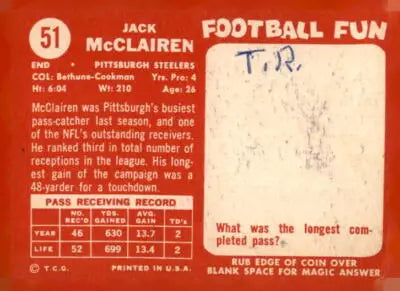 51
JACK
McCLAIREN
END • PITTSBURGH STEELERS
COL: Bethune-Cookman Yrs. Pro: 4
Ht: 6:04 Wt: 210 Age: 26
McClairen was Pittsburgh's busiest
pass-catcher last season, and one
of the NFL's outstanding receivers.
He ranked third in total number of
receptions in the league. His long-
est gain of the campaign was a
48-yarder for a touchdown.
PASS RECEIVING RECORD
NO. REC'D YDS. GAINED AVG. GAIN TD's
YEAR 46 630 13.7 2
LIFE 52 699 13.4 2
© T.C.G. PRINTED IN U.S.A.
FOOTBALL FUN
T.R.
What was the longest com-
pleted pass?
RUB EDGE OF COIN OVER
BLANK SPACE FOR MAGIC ANSWER